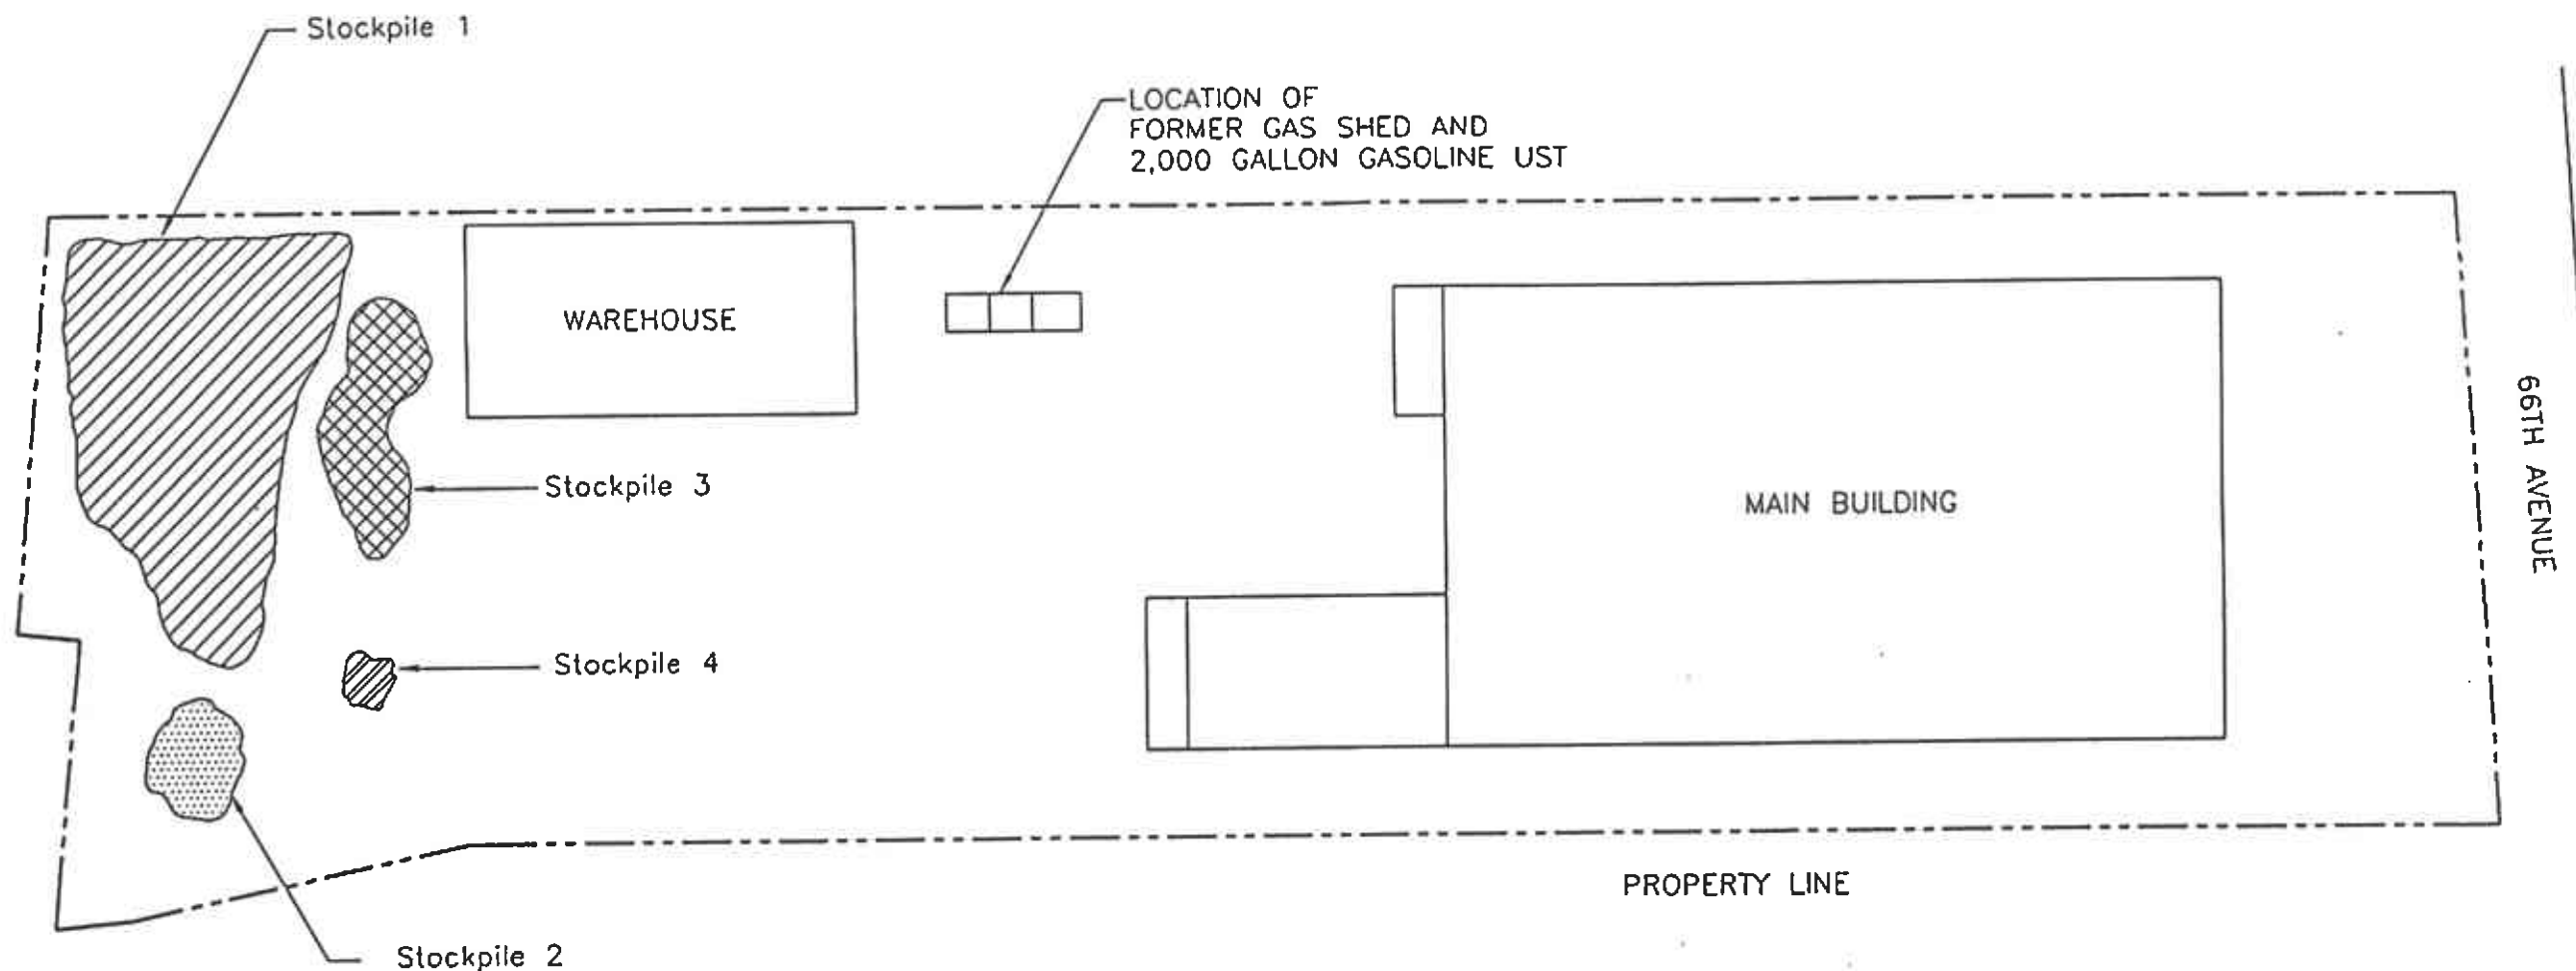 Stockpile 1
LOCATION OF
FORMER GAS SHED AND
2,000 GALLON GASOLINE UST
WAREHOUSE
Stockpile 3
MAIN BUILDING
66TH AVENUE
Stockpile 4
PROPERTY LINE
Stockpile 2